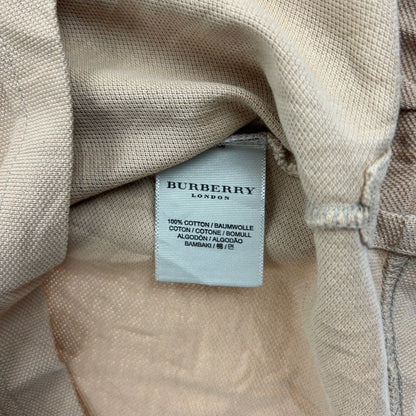 BURBERRY
LONDON
100% COTTON / BAUMWOLLE
COTON / COTONE / BOMULL
ALGODÓN / ALGODÃO
BAMBAKI / 棉 / 면